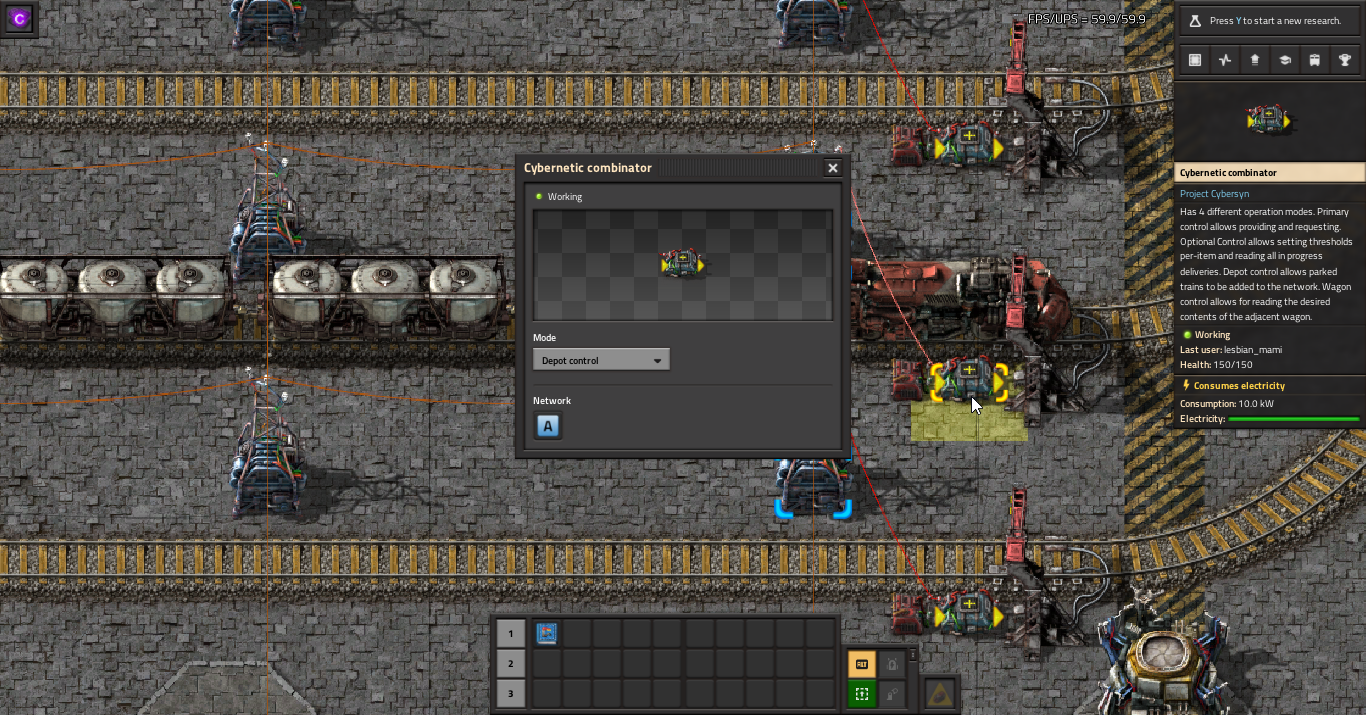 C
FPS/UPS = 59.9/59.9
Press Y to start a new research.
Cybernetic combinator
Working
Mode
Depot control
Network
A
Cybernetic combinator
Project Cybersyn
Has 4 different operation modes. Primary
control allows providing and requesting.
Optional Control allows setting thresholds
per-item and reading all in progress
deliveries. Depot control allows parked
trains to be added to the network. Wagon
control allows for reading the desired
contents of the adjacent wagon.
Working
Last user: lesbian_mami
Health: 150/150
Consumes electricity
Consumption: 10.0 kW
Electricity:
1
2
3
ALT